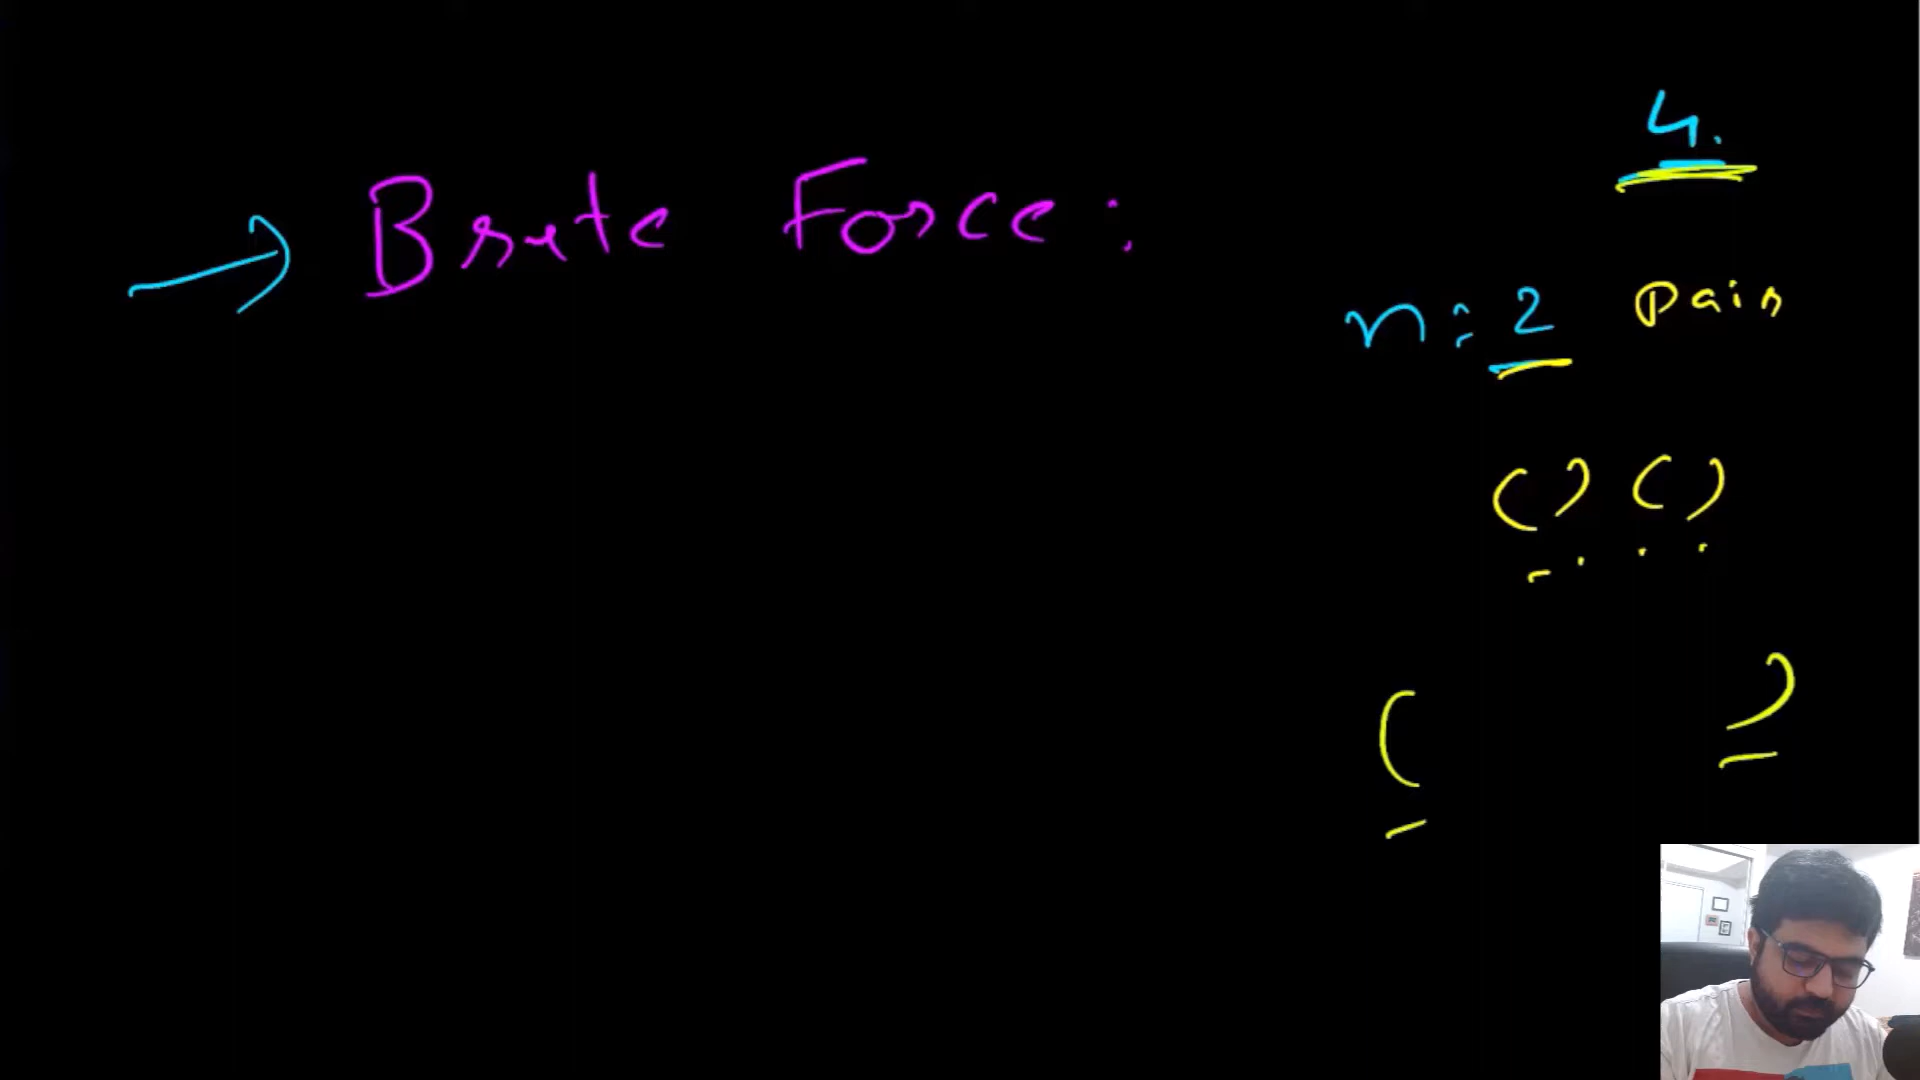 4.
→ Brute Force:
n = 2 Pair
( ) ( )
( )